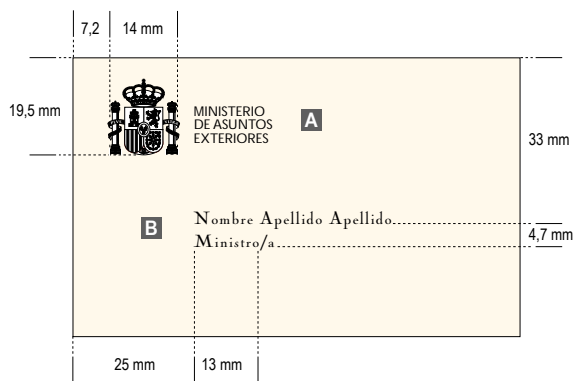 7,2
14 mm
19,5 mm
MINISTERIO
DE ASUNTOS
EXTERIORES
A
33 mm
B
Nombre Apellido Apellido
Ministro/a
4,7 mm
25 mm
13 mm